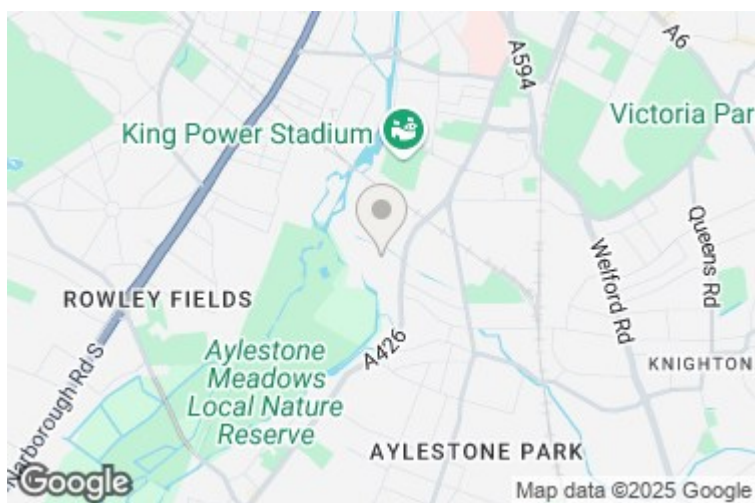 A594
A6
King Power Stadium
Victoria Par
Queens Rd
Welford Rd
ROWLEY FIELDS
Narborough Rd S
A426
Aylestone
Meadows
Local Nature
Reserve
KNIGHTON
AYLESTONE PARK
Google
Map data ©2025 Google